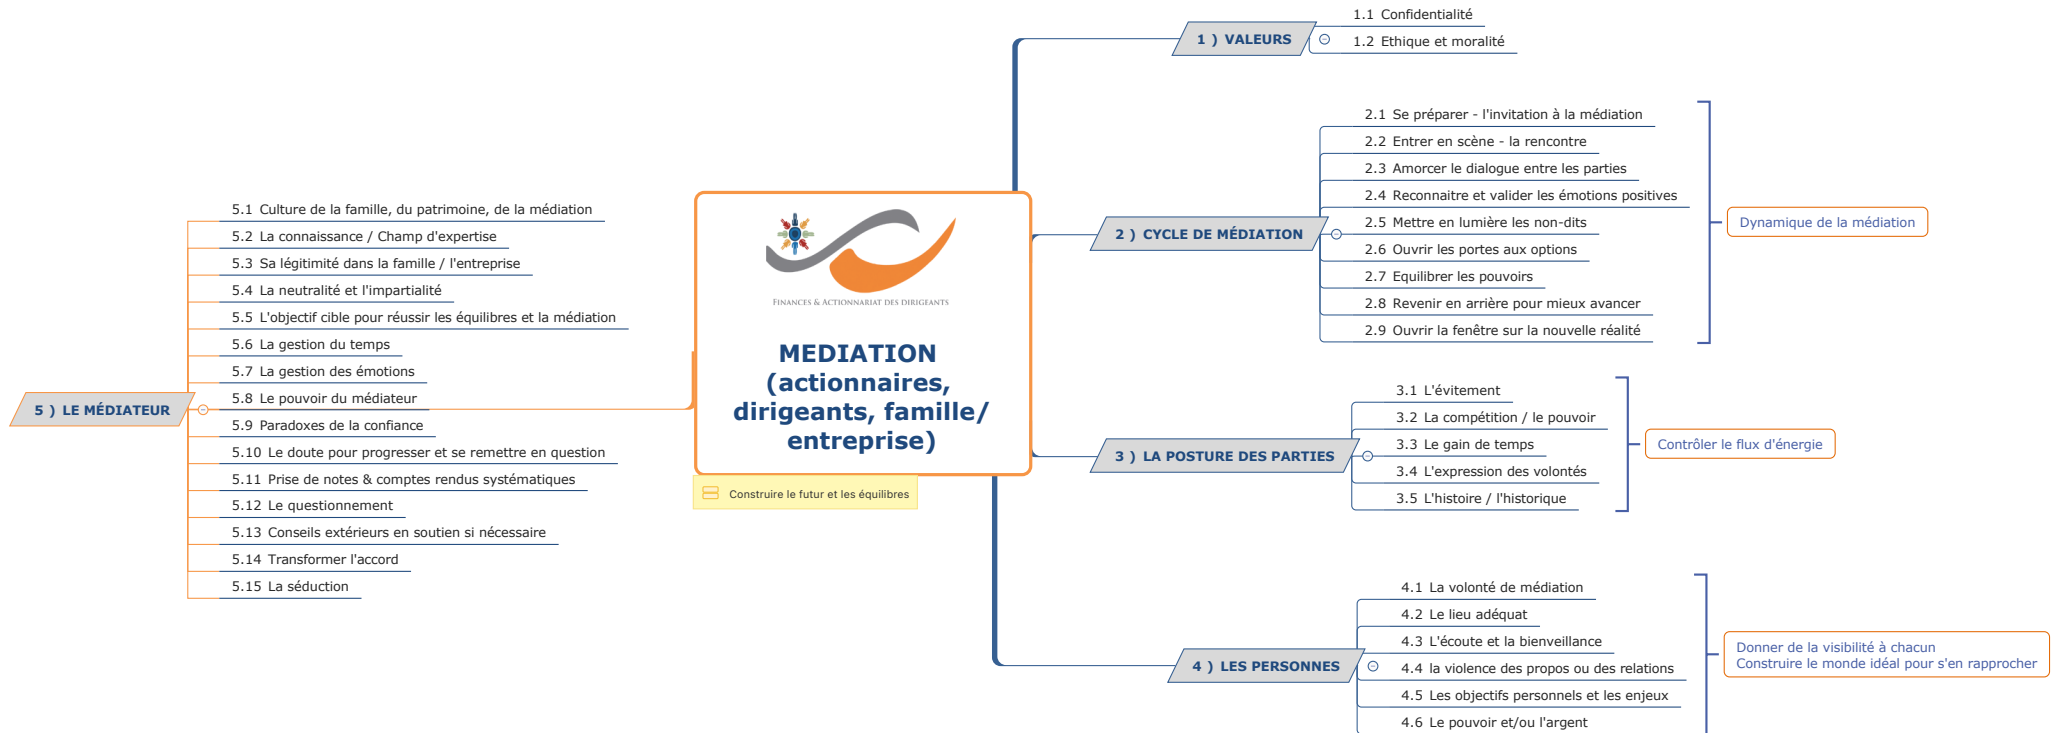 FINANCES & ACTIONNARIAT DES DIRIGEANTS
MEDIATION
(actionnaires,
dirigeants, famille/
entreprise)
Construire le futur et les équilibres
1 ) VALEURS
1.1 Confidentialité
1.2 Ethique et moralité
2 ) CYCLE DE MÉDIATION
2.1 Se préparer - l'invitation à la médiation
2.2 Entrer en scène - la rencontre
2.3 Amorcer le dialogue entre les parties
2.4 Reconnaitre et valider les émotions positives
2.5 Mettre en lumière les non-dits
2.6 Ouvrir les portes aux options
2.7 Equilibrer les pouvoirs
2.8 Revenir en arrière pour mieux avancer
2.9 Ouvrir la fenêtre sur la nouvelle réalité
Dynamique de la médiation
3 ) LA POSTURE DES PARTIES
3.1 L'évitement
3.2 La compétition / le pouvoir
3.3 Le gain de temps
3.4 L'expression des volontés
3.5 L'histoire / l'historique
Contrôler le flux d'énergie
4 ) LES PERSONNES
4.1 La volonté de médiation
4.2 Le lieu adéquat
4.3 L'écoute et la bienveillance
4.4 la violence des propos ou des relations
4.5 Les objectifs personnels et les enjeux
4.6 Le pouvoir et/ou l'argent
Donner de la visibilité à chacun
Construire le monde idéal pour s'en rapprocher
5 ) LE MÉDIATEUR
5.1 Culture de la famille, du patrimoine, de la médiation
5.2 La connaissance / Champ d'expertise
5.3 Sa légitimité dans la famille / l'entreprise
5.4 La neutralité et l'impartialité
5.5 L'objectif cible pour réussir les équilibres et la médiation
5.6 La gestion du temps
5.7 La gestion des émotions
5.8 Le pouvoir du médiateur
5.9 Paradoxes de la confiance
5.10 Le doute pour progresser et se remettre en question
5.11 Prise de notes & comptes rendus systématiques
5.12 Le questionnement
5.13 Conseils extérieurs en soutien si nécessaire
5.14 Transformer l'accord
5.15 La séduction